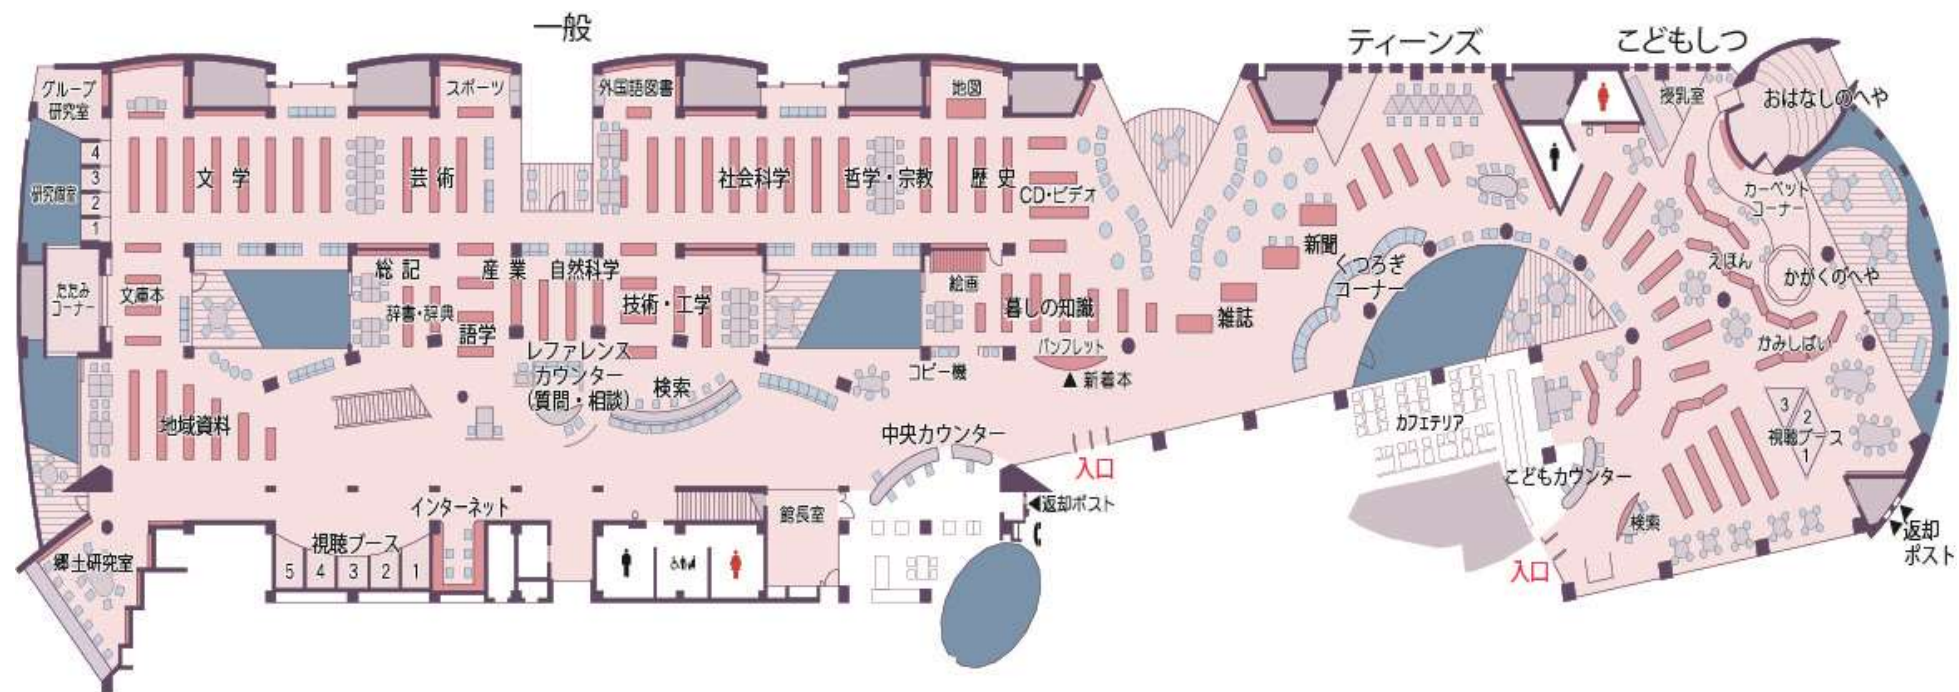 一般
ティーンズ
こどもしつ
グループ
研究室
スポーツ
外国語図書
地図
授乳室
おはなしのへや
4
3
2
1
研究個室
文学
芸術
社会科学
哲学・宗教
歴史
CD・ビデオ
カーペット
コーナー
新聞
くつろぎ
コーナー
えほん
かがくのへや
たたみ
コーナー
文庫本
総記
辞書・辞典
産業
語学
自然科学
技術・工学
絵画
暮しの知識
雑誌
パンフレット
▲新着本
コピー機
かみしばい
レファレンス
カウンター
(質問・相談)
検索
地域資料
中央カウンター
入口
カフェテリア
3
2
視聴ブース
1
こどもカウンター
検索
入口
返却
ポスト
インターネット
館長室
◀返却ポスト
郷土研究室
視聴ブース
5
4
3
2
1